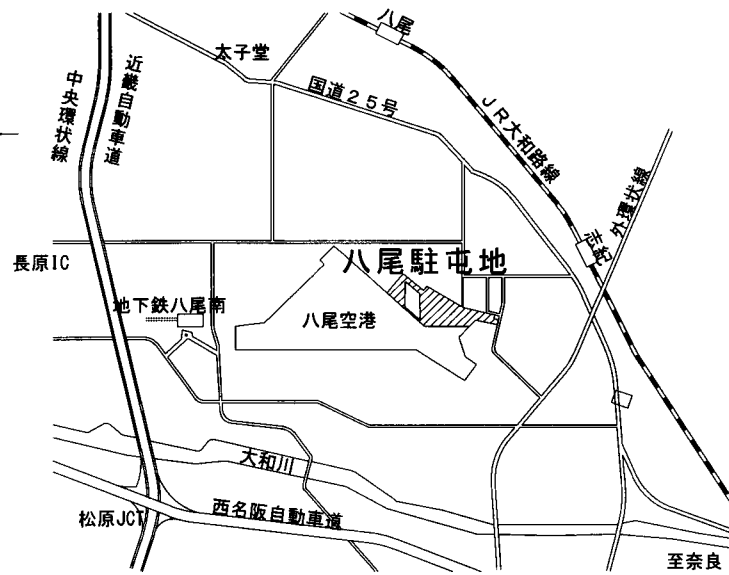 八尾
太子堂
国道25号
近畿自動車道
中央環状線
JR大和路線
外環状線
志紀
長原IC
八尾駐屯地
地下鉄八尾南
八尾空港
大和川
西名阪自動車道
松原JCT
至奈良